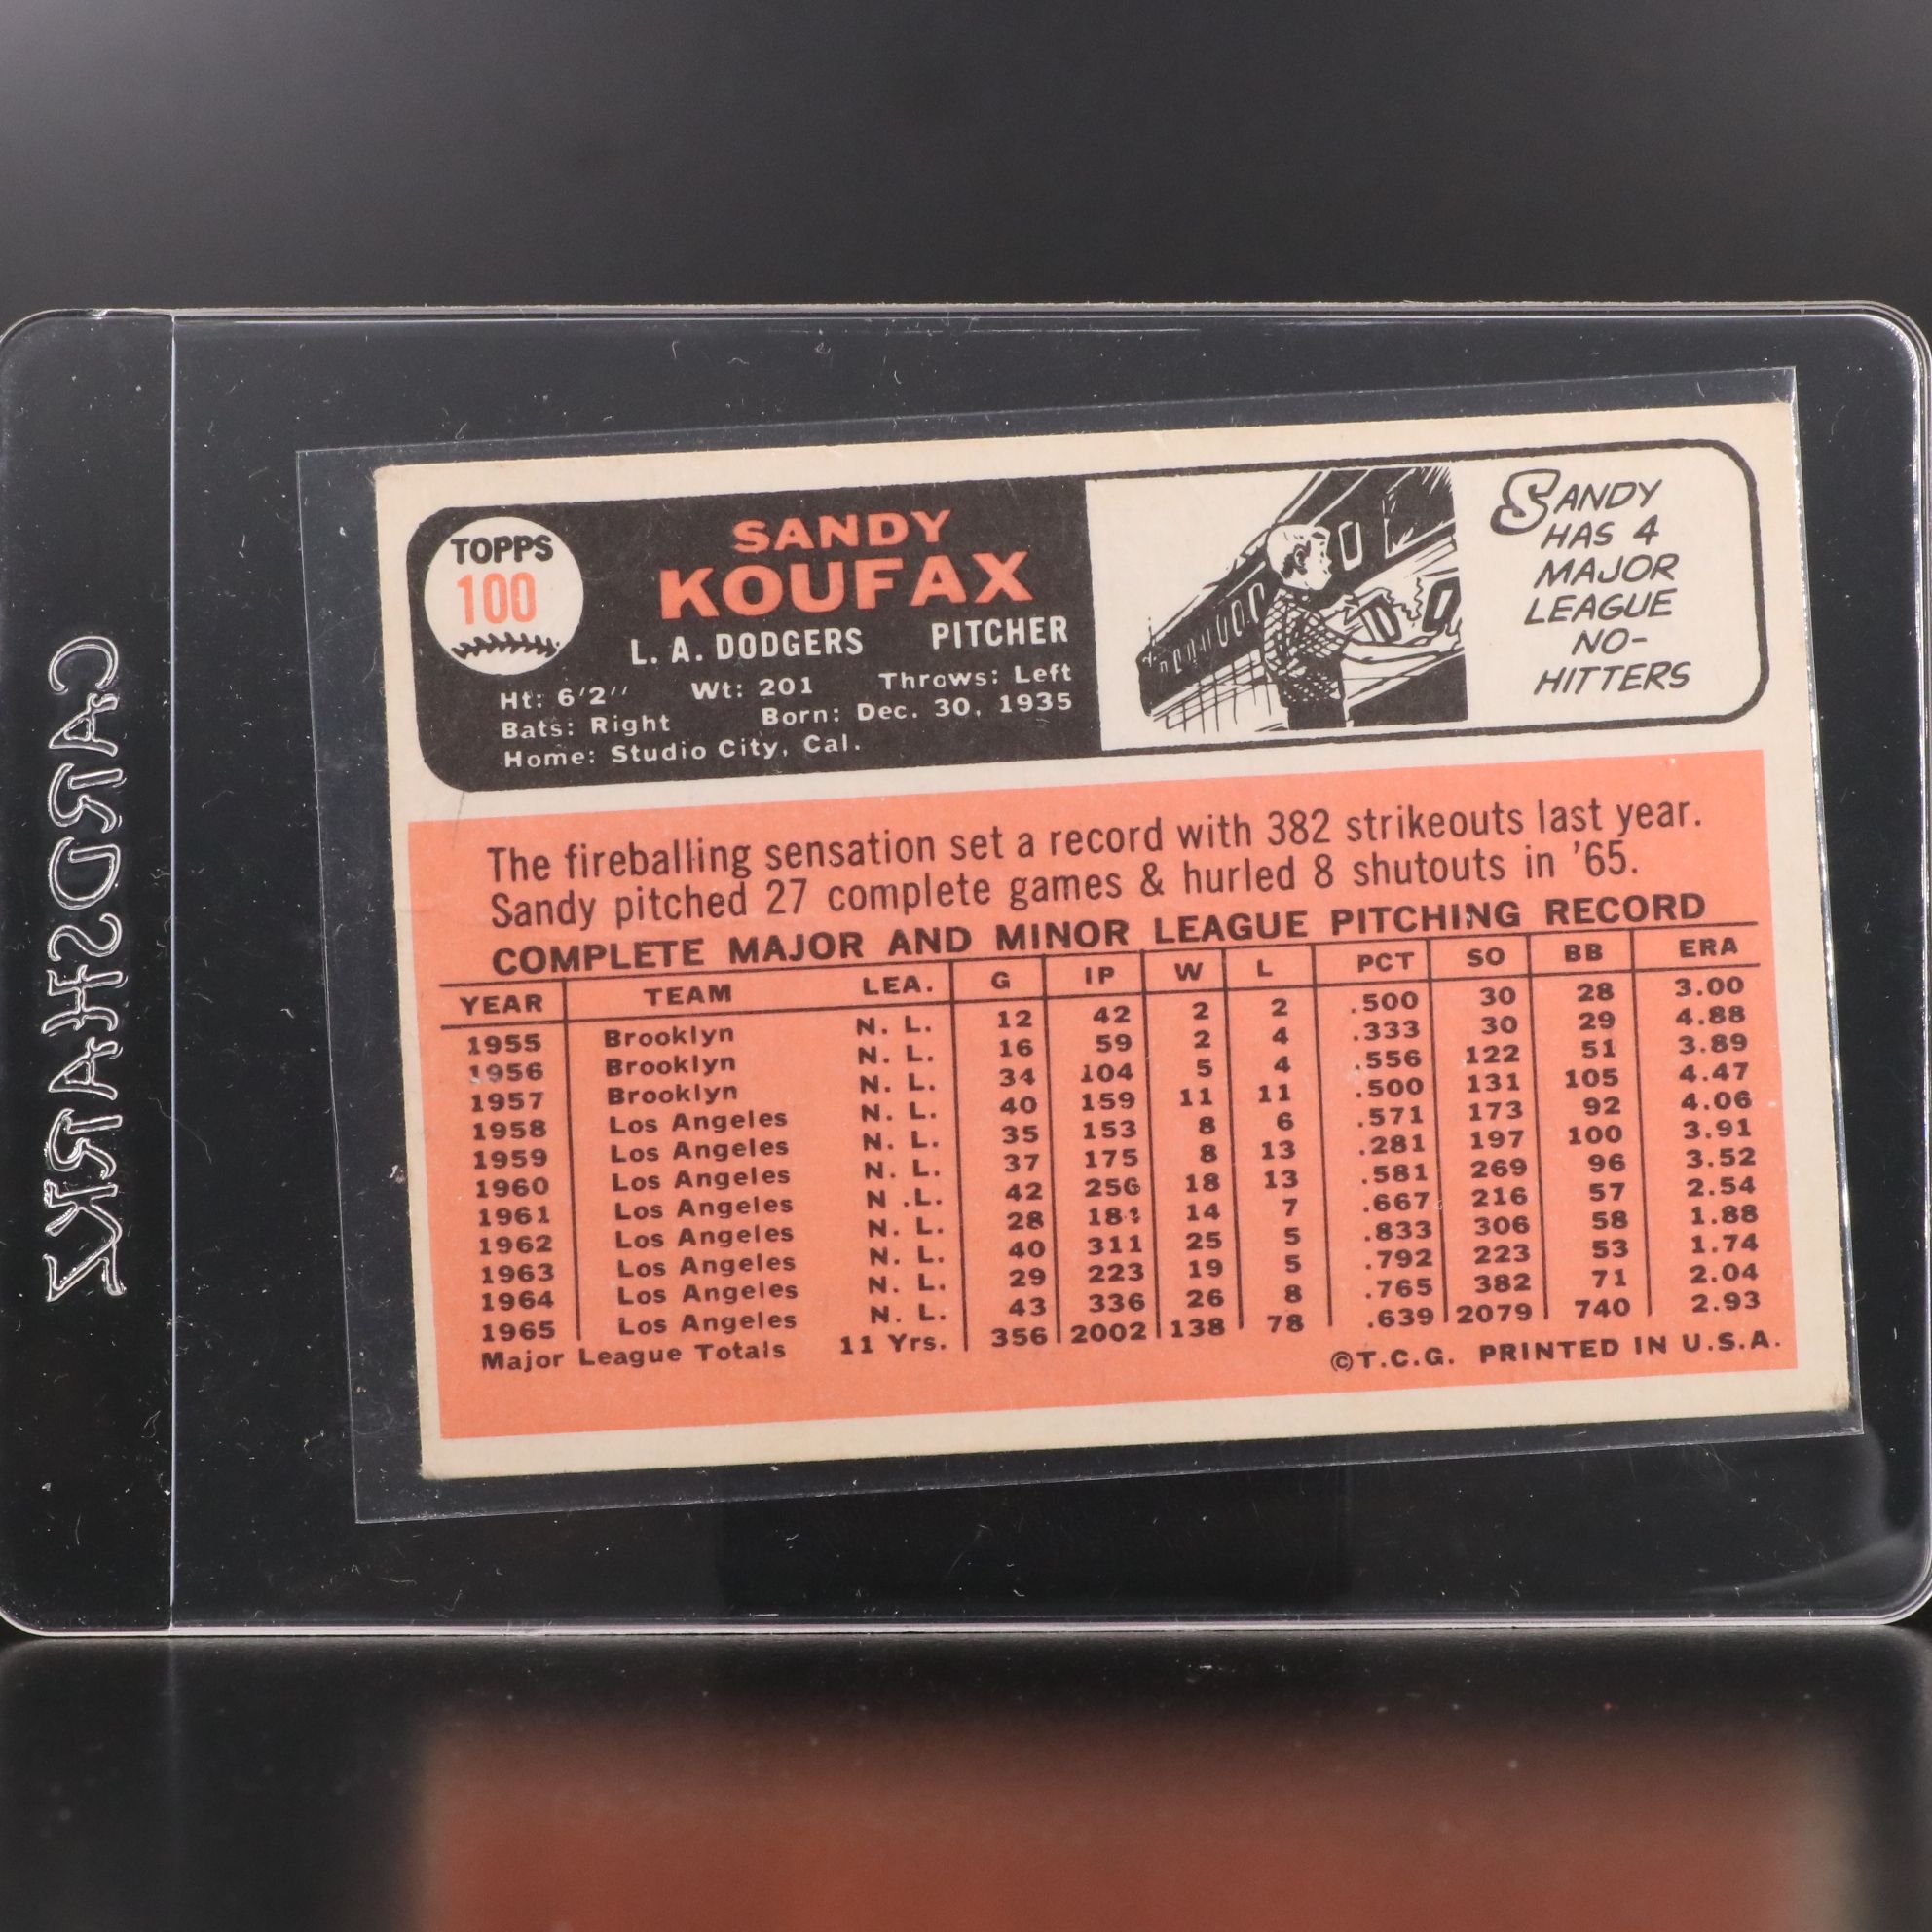 TOPPS
100
SANDY
KOUFAX
L. A. DODGERS PITCHER
Ht: 6'2'' Wt: 201 Throws: Left
Bats: Right Born: Dec. 30, 1935
Home: Studio City, Cal.
SANDY
HAS 4
MAJOR
LEAGUE
NO-
HITTERS
The fireballing sensation set a record with 382 strikeouts last year.
Sandy pitched 27 complete games & hurled 8 shutouts in '65.
COMPLETE MAJOR AND MINOR LEAGUE PITCHING RECORD
YEAR TEAM LEA. G IP W L PCT SO BB ERA
1955 Brooklyn N. L. 12 42 2 2 .500 30 28 3.00
1956 Brooklyn N. L. 16 59 2 4 .333 30 29 4.88
1957 Brooklyn N. L. 34 104 5 4 .556 122 51 3.89
1958 Los Angeles N. L. 40 159 11 11 .500 131 105 4.47
1959 Los Angeles N. L. 35 153 8 6 .571 173 92 4.06
1960 Los Angeles N. L. 37 175 8 13 .281 197 100 3.91
1961 Los Angeles N .L. 42 256 18 13 .581 269 96 3.52
1962 Los Angeles N. L. 28 14 7 .667 216 57 2.54
1963 Los Angeles N. L. 40 311 25 5 .833 306 58 1.88
1964 Los Angeles N. L. 29 223 19 5 .792 223 53 1.74
1965 Los Angeles N. L. 43 336 26 8 .765 382 71 2.04
Major League Totals 11 Yrs. 356 2002 138 78 .639 2079 740 2.93
©T.C.G. PRINTED IN U.S.A.
CARDSHARK